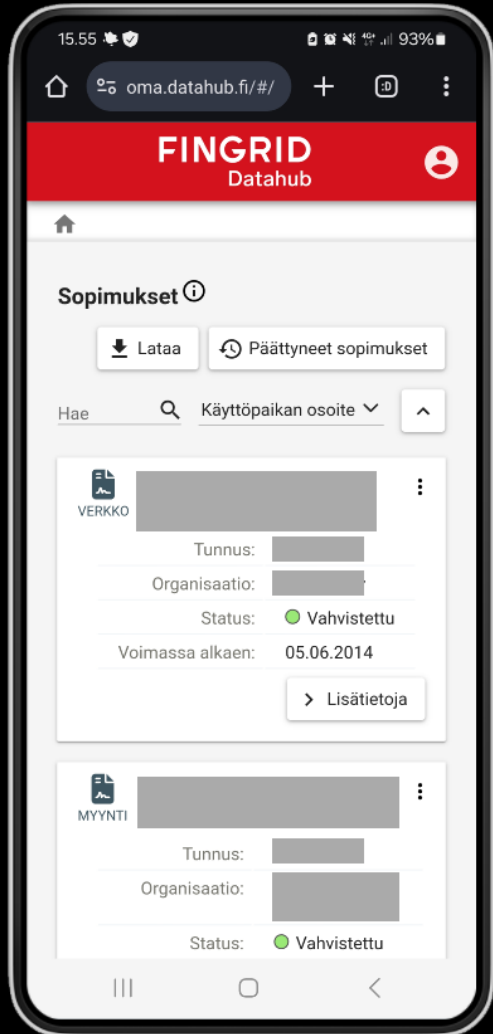 15.55 4G+ 93%
oma.datahub.fi/#/ :D
FINGRID
Datahub
Sopimukset
Lataa Päättyneet sopimukset
Hae Käyttöpaikan osoite
VERKKO
Tunnus:
Organisaatio:
Status: Vahvistettu
Voimassa alkaen: 05.06.2014
Lisätietoja
MYYNTI
Tunnus:
Organisaatio:
Status: Vahvistettu